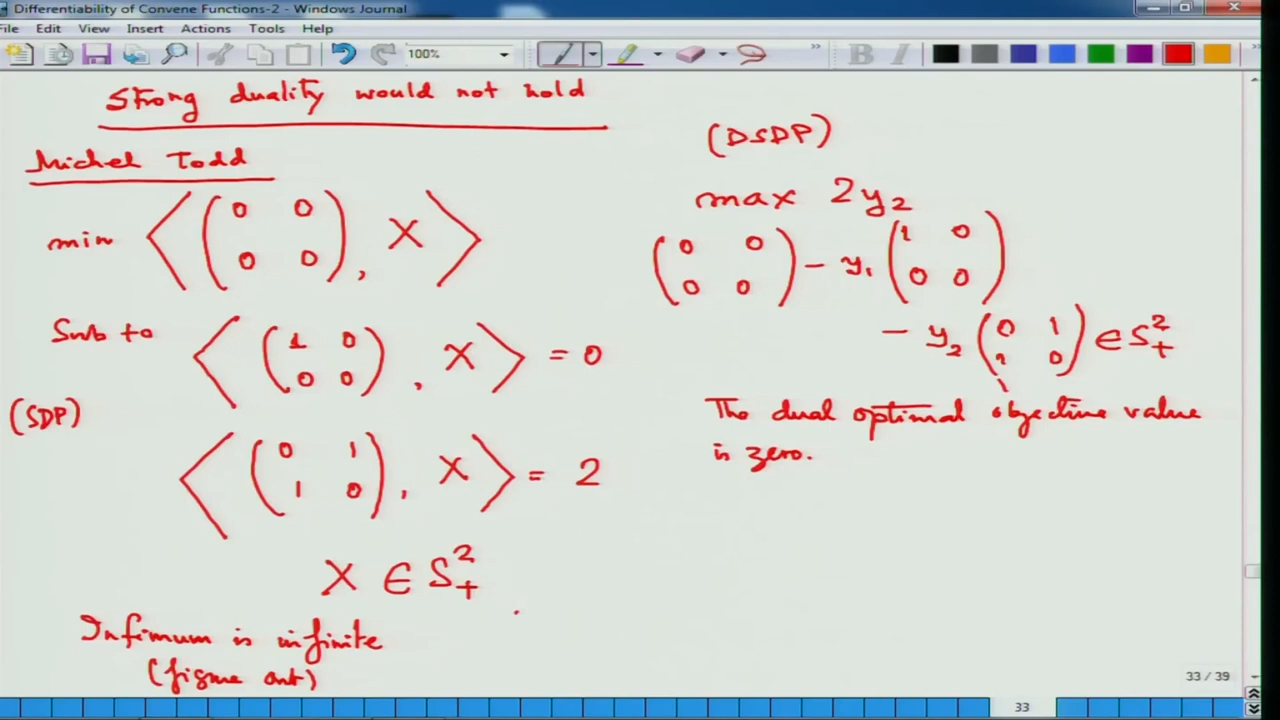 Differentiability of Convene Functions-2 - Windows Journal
File Edit View Insert Actions Tools Help
100%
Strong duality would not hold
Michel Todd
min ⟨ ( 0 0
0 0 ) , X ⟩
Sub to ⟨ ( 1 0
0 0 ) , X ⟩ = 0
(SDP)
⟨ ( 0 1
1 0 ) , X ⟩ = 2
X ∈ S²₊
Infimum is infinite
(figure out)
(DSDP)
max 2y₂
( 0 0
0 0 ) - y₁ ( 1 0
0 0 )
- y₂ ( 0 1
1 0 ) ∈ S²₊
The dual optimal objective value
is zero.
33 / 39
33